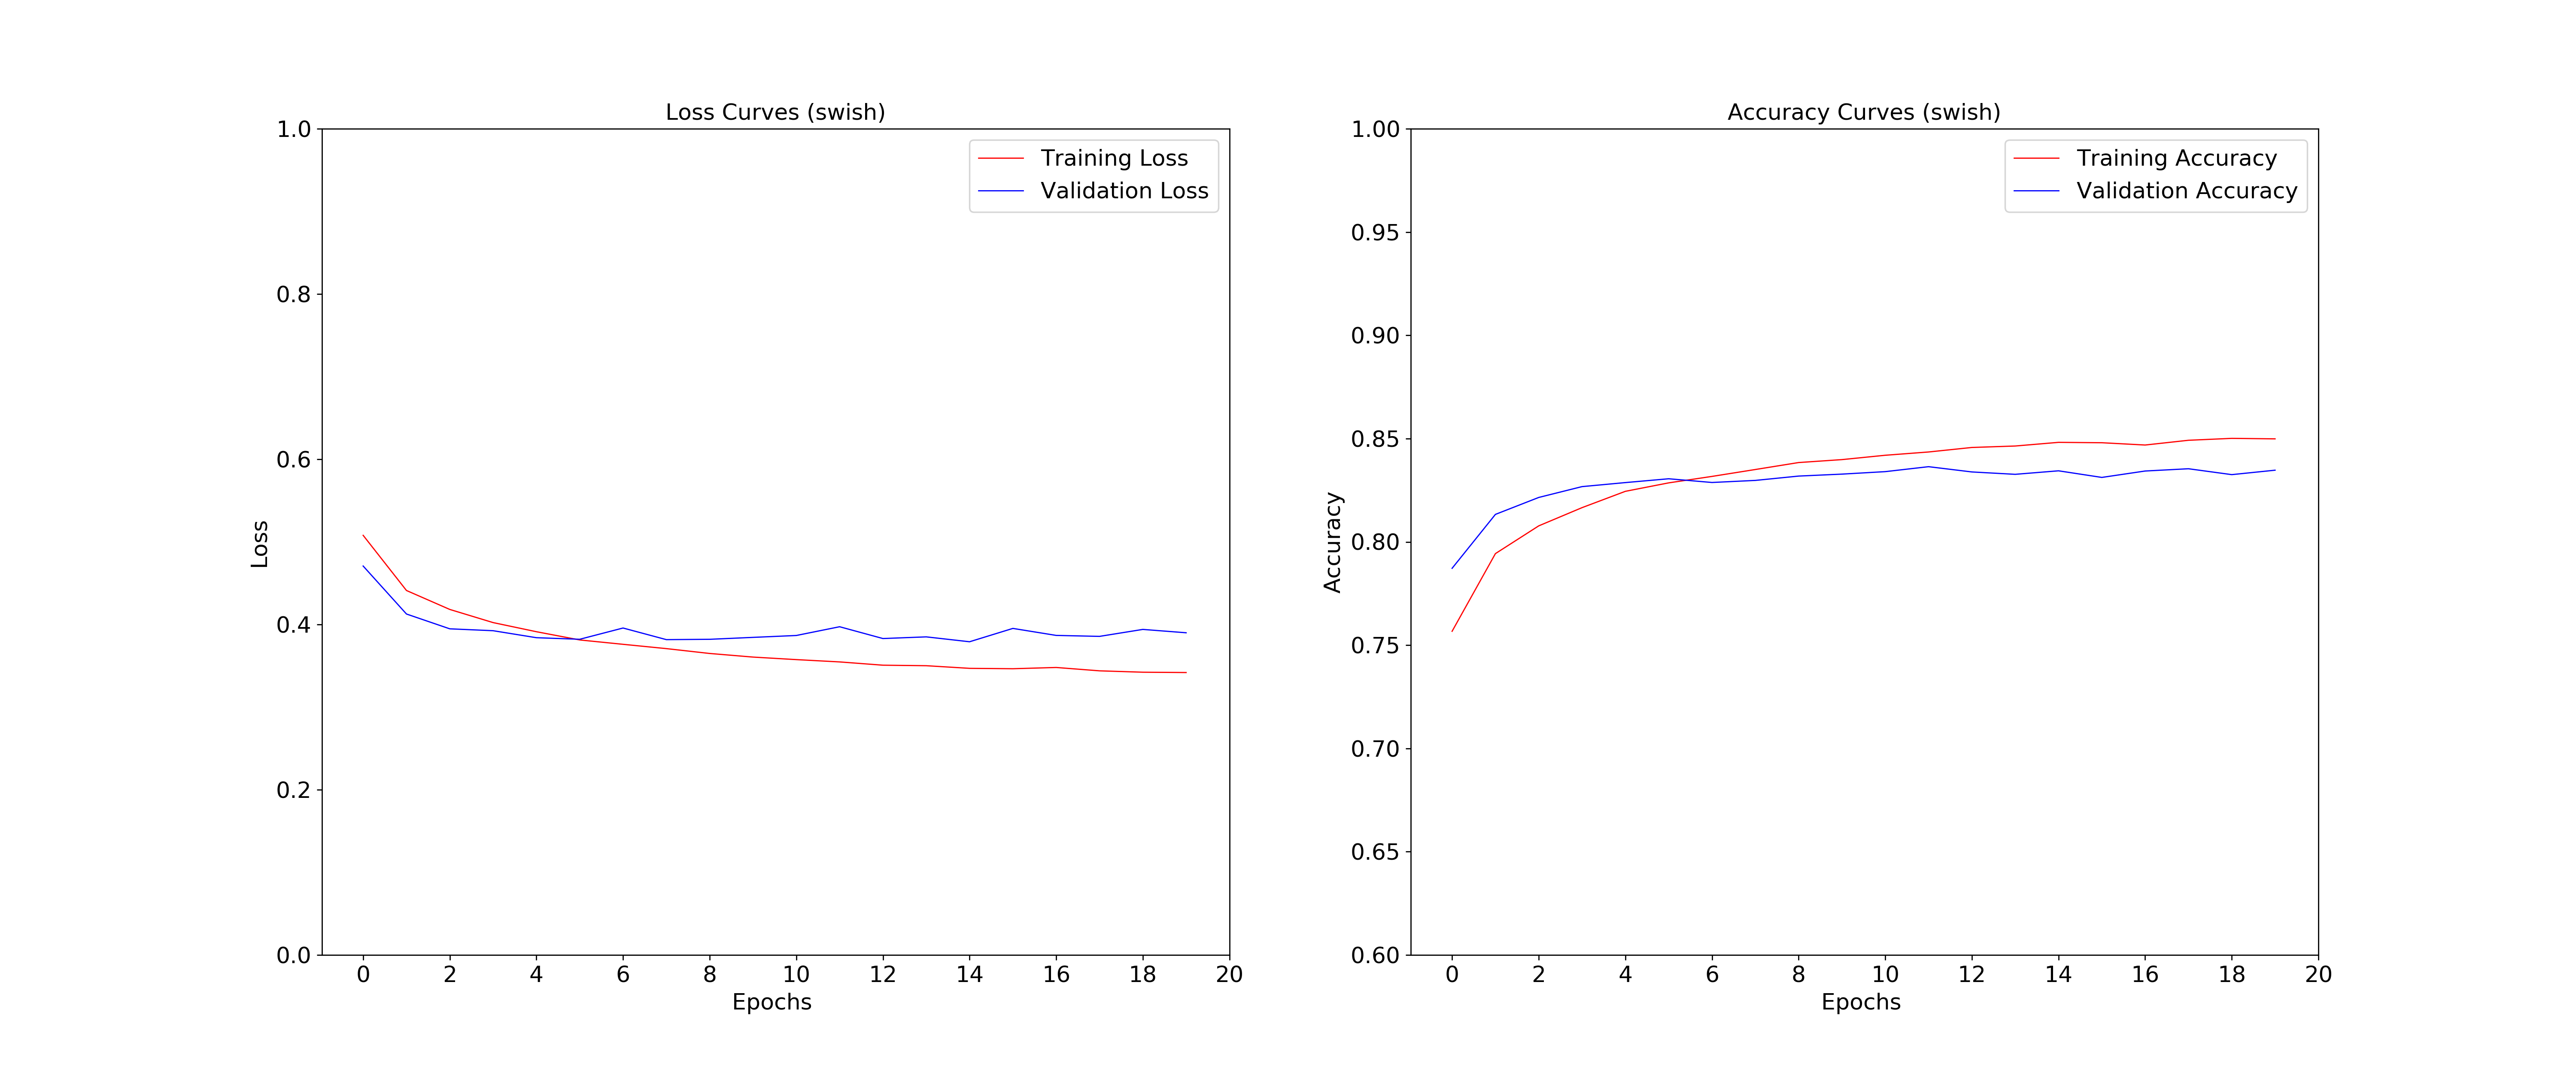 Loss Curves (swish)
1.0
0.8
0.6
0.4
0.2
0.0
Loss
Training Loss
Validation Loss
0 2 4 6 8 10 12 14 16 18 20
Epochs
Accuracy Curves (swish)
1.00
0.95
0.90
0.85
0.80
0.75
0.70
0.65
0.60
Accuracy
Training Accuracy
Validation Accuracy
0 2 4 6 8 10 12 14 16 18 20
Epochs